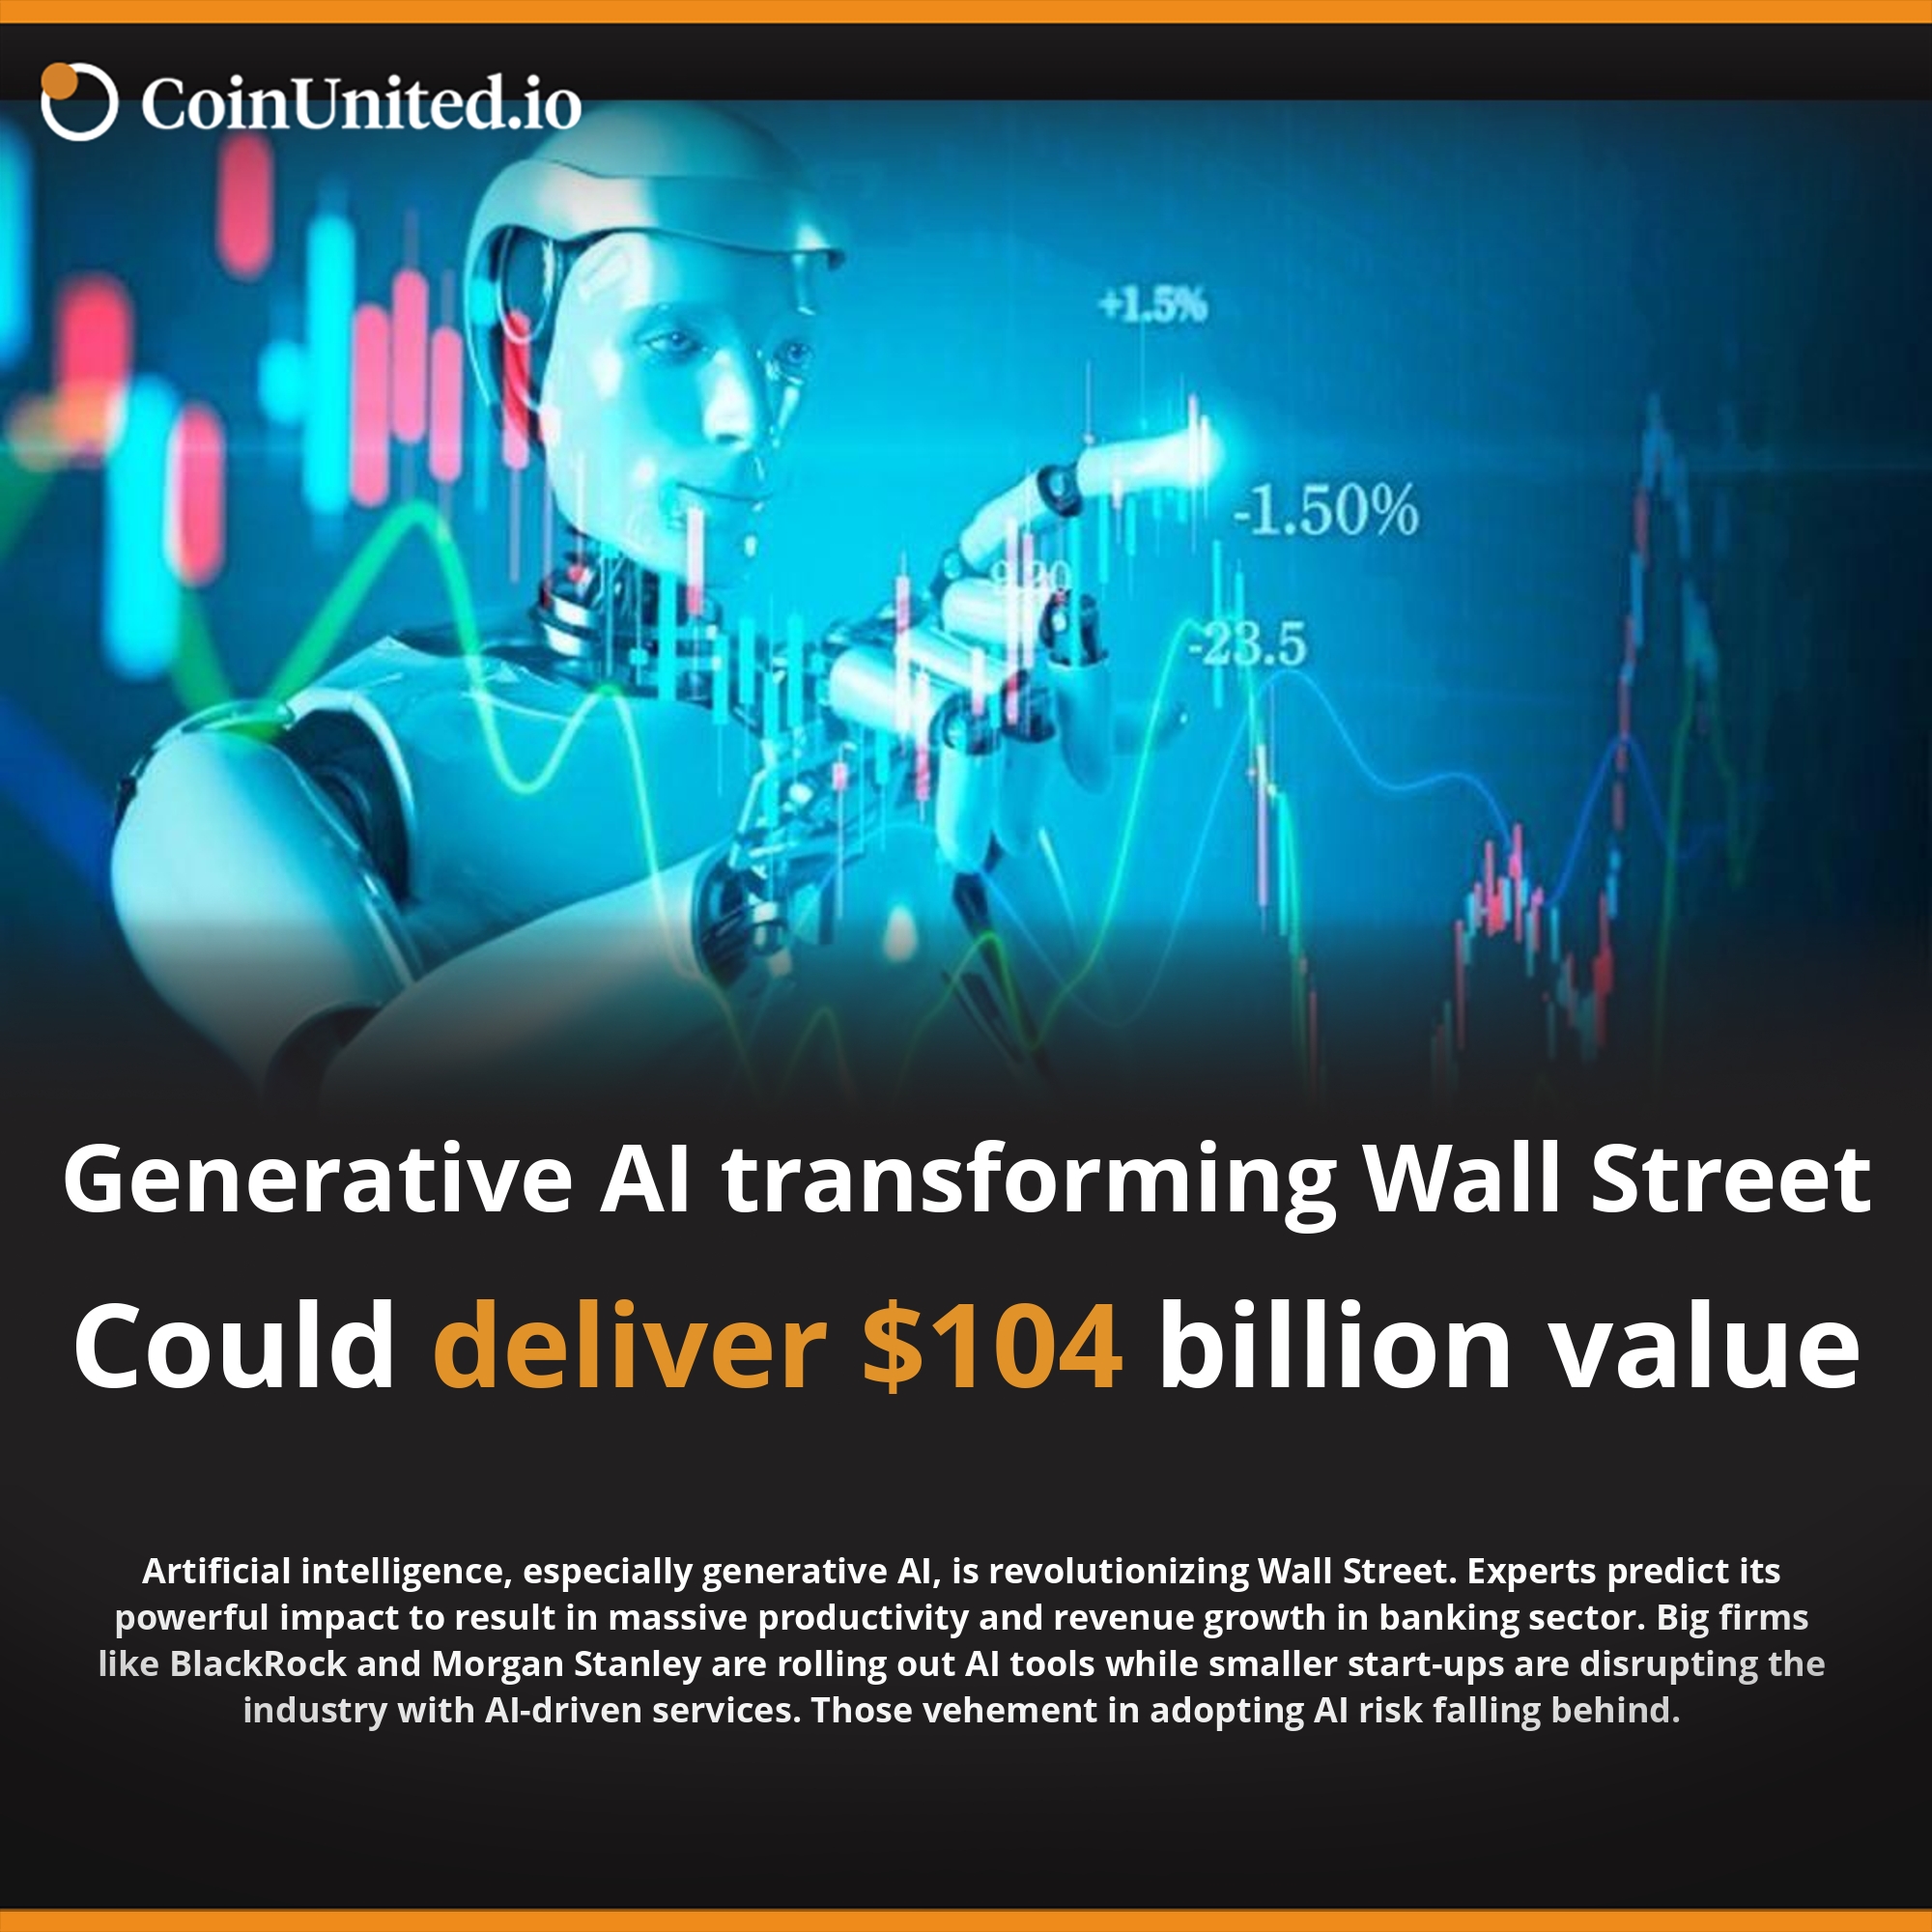 CoinUnited.io
+1.5%
-1.50%
9.20
-23.5
Generative AI transforming Wall Street
Could deliver $104 billion value
Artificial intelligence, especially generative AI, is revolutionizing Wall Street. Experts predict its
powerful impact to result in massive productivity and revenue growth in banking sector. Big firms
like BlackRock and Morgan Stanley are rolling out AI tools while smaller start-ups are disrupting the
industry with AI-driven services. Those vehement in adopting AI risk falling behind.